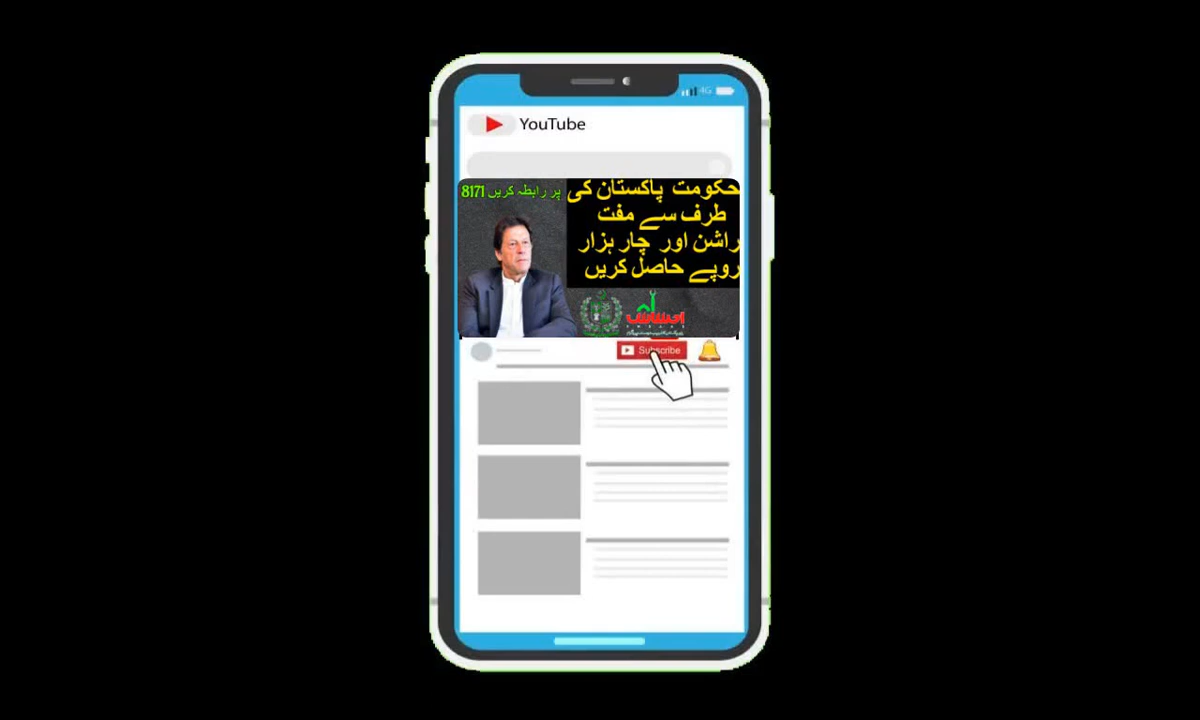 4G
YouTube
پر رابطہ کریں 8171
حکومت پاکستان کی
طرف سے مفت
راشن اور چار ہزار
روپے حاصل کریں
احساس
Subscribe